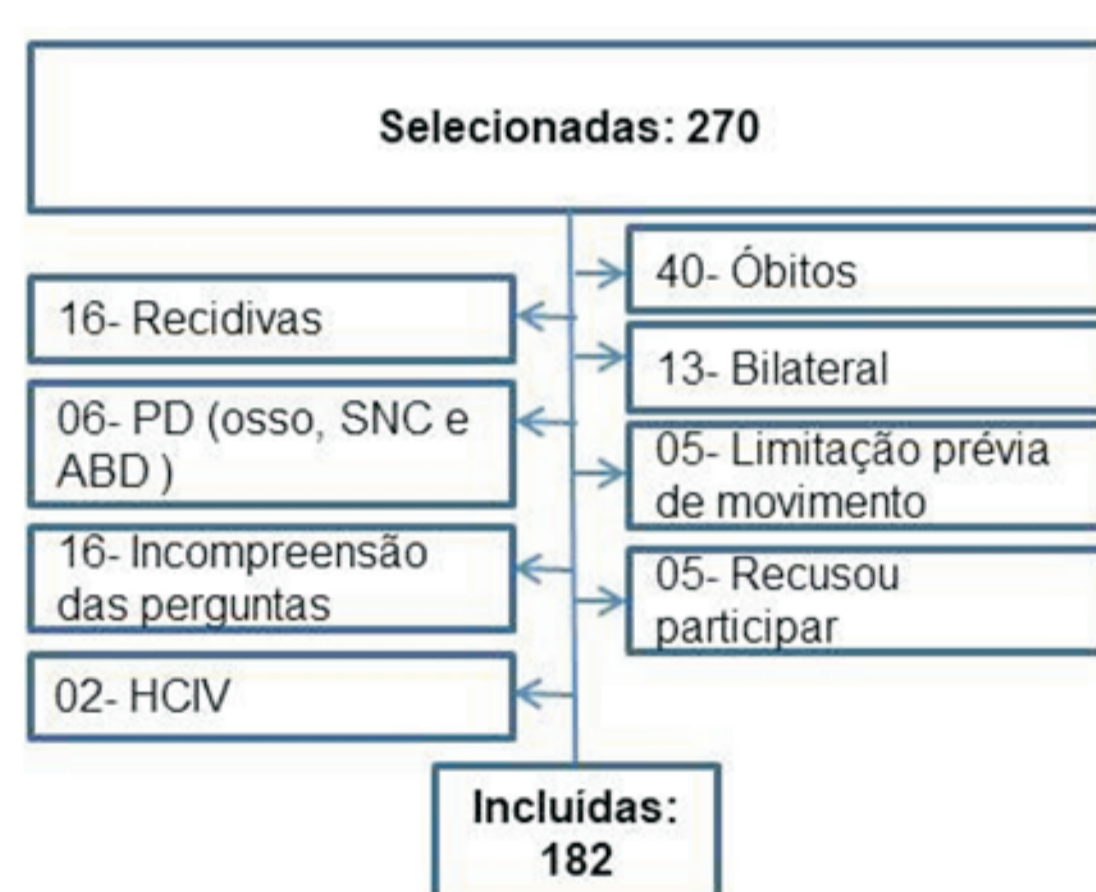 Selecionadas: 270
40- Óbitos
16- Recidivas
13- Bilateral
06- PD (osso, SNC e
ABD )
05- Limitação prévia
de movimento
16- Incompreensão
das perguntas
05- Recusou
participar
02- HCIV
Incluídas:
182